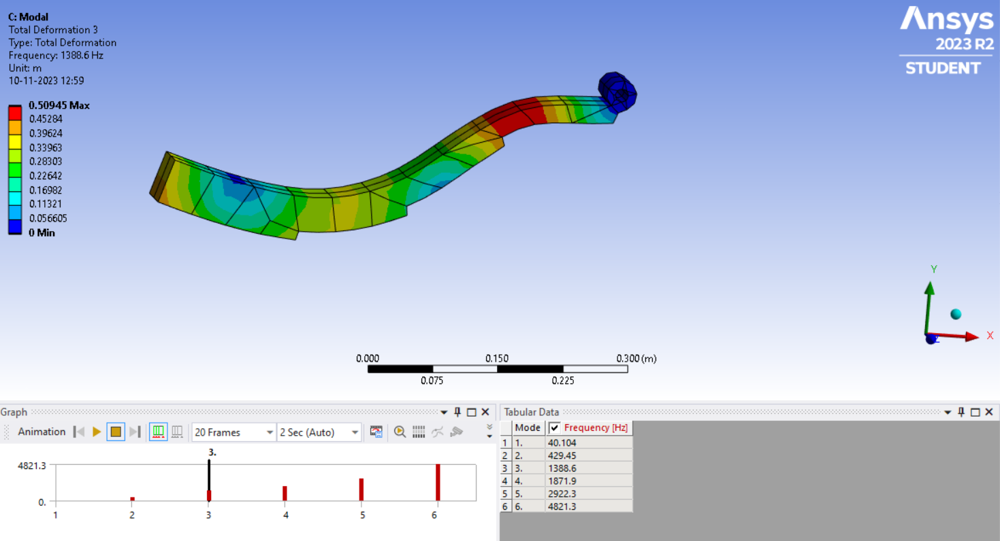 C: Modal
Total Deformation 3
Type: Total Deformation
Frequency: 1388.6 Hz
Unit: m
10-11-2023 12:59
0.50945 Max
0.45284
0.39624
0.33963
0.28303
0.22642
0.16982
0.11321
0.056605
0 Min
Ansys
2023 R2
STUDENT
Y
X
Z
0.000 0.150 0.300 (m)
0.075 0.225
Graph
Animation 20 Frames 2 Sec (Auto)
3.
4821.3
0.
1 2 3 4 5 6
Tabular Data
Mode Frequency [Hz]
1 1. 40.104
2 2. 429.45
3 3. 1388.6
4 4. 1871.9
5 5. 2922.3
6 6. 4821.3